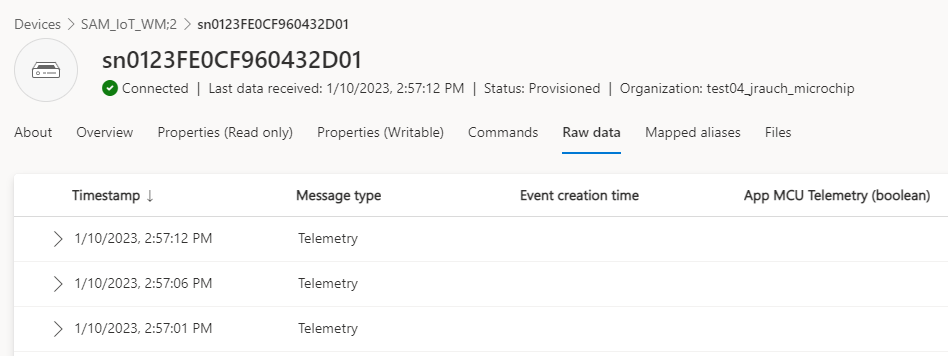 Devices > SAM_IoT_WM;2 > sn0123FE0CF960432D01
sn0123FE0CF960432D01
Connected | Last data received: 1/10/2023, 2:57:12 PM | Status: Provisioned | Organization: test04_jrauch_microchip
About Overview Properties (Read only) Properties (Writable) Commands Raw data Mapped aliases Files
Timestamp ↓ Message type Event creation time App MCU Telemetry (boolean)
1/10/2023, 2:57:12 PM Telemetry
1/10/2023, 2:57:06 PM Telemetry
1/10/2023, 2:57:01 PM Telemetry